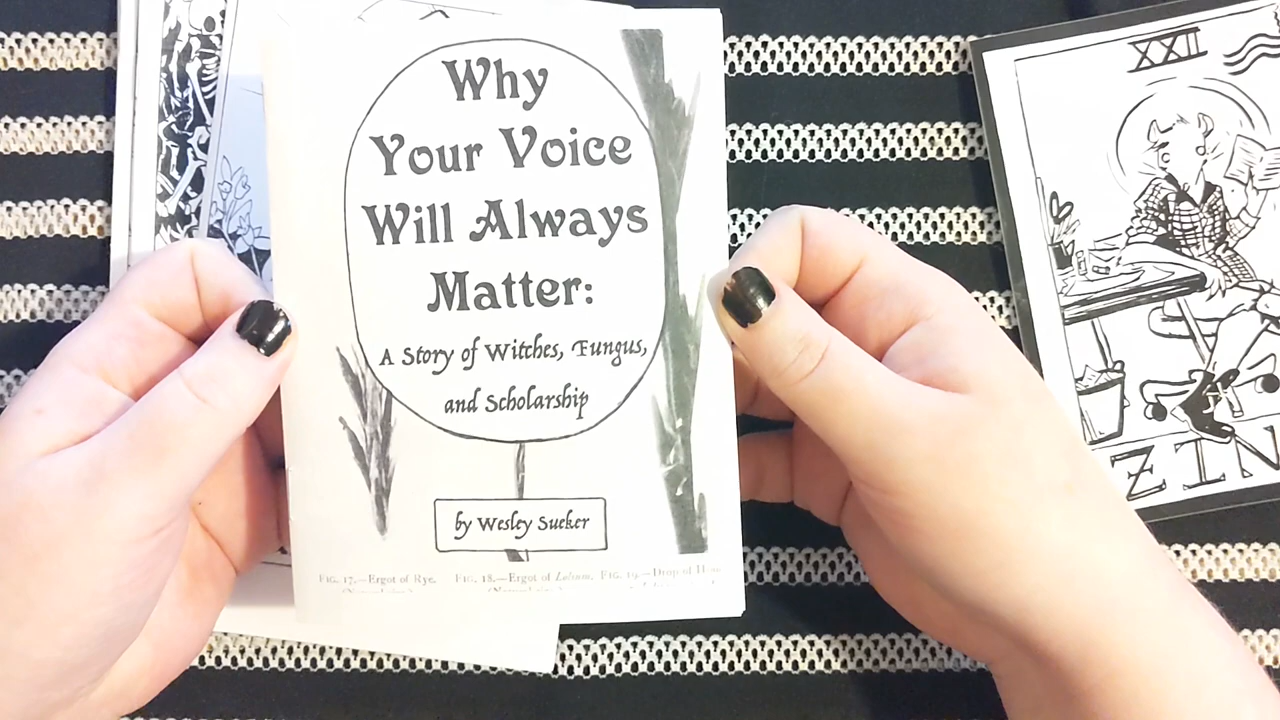 Why
Your Voice
Will Always
Matter:
A Story of Witches, Fungus,
and Scholarship
by Wesley Sueker
FIG. 17.—Ergot of Rye. FIG. 18.—Ergot of Lolium. FIG. 19.—Drop of
XXII
ZIN